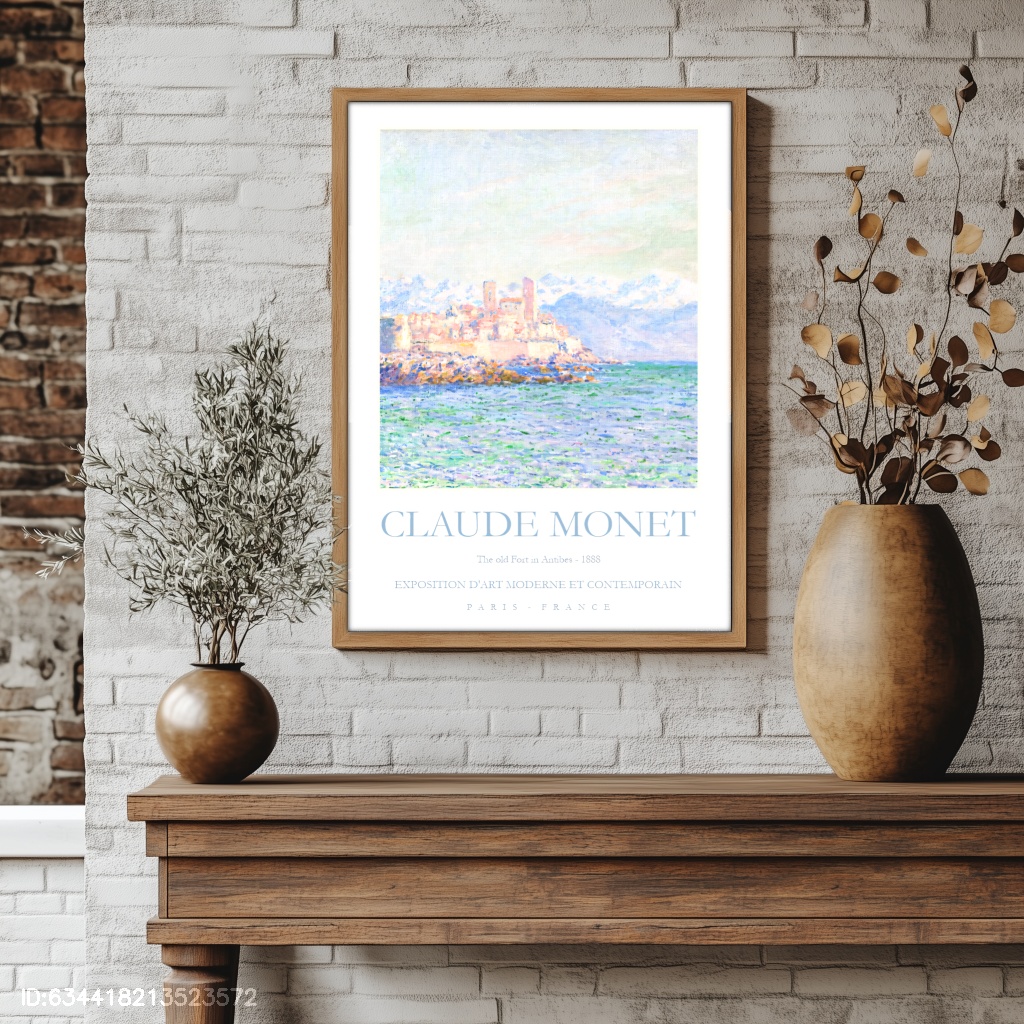 CLAUDE MONET
The old Fort in Antibes - 1888
EXPOSITION D'ART MODERNE ET CONTEMPORAIN
PARIS - FRANCE
ID:634418213523572